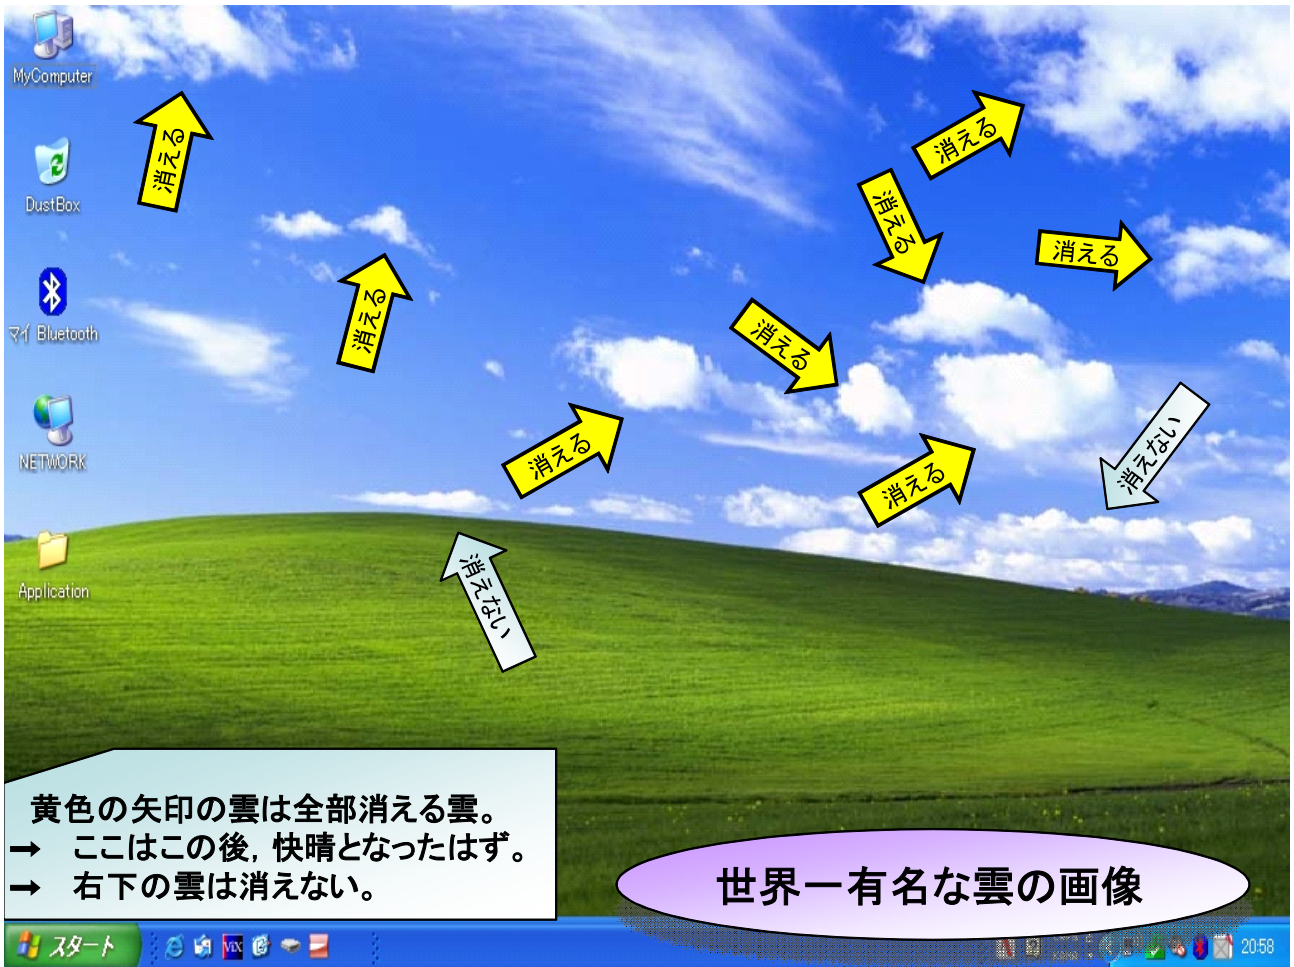 MyComputer
消える
消える
DustBox
消える
消える
マイ Bluetooth
消える
消える
消えない
消える
消える
NETWORK
消えない
Application
黄色の矢印の雲は全部消える雲。
→ ここはこの後，快晴となったはず。
→ 右下の雲は消えない。
世界一有名な雲の画像
スタート
ViX
20:58